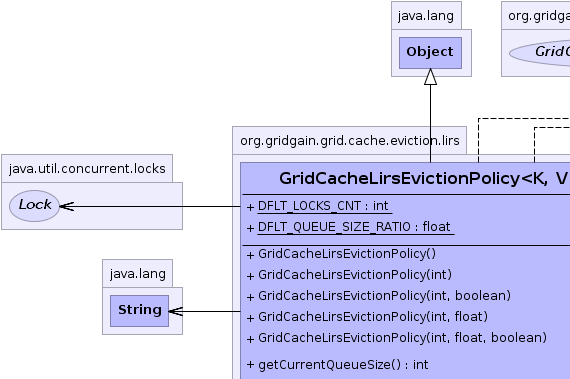 java.lang
Object
org.gridga
GridC
org.gridgain.grid.cache.eviction.lirs
java.util.concurrent.locks
Lock
java.lang
String
GridCacheLirsEvictionPolicy<K, V
+ DFLT_LOCKS_CNT : int
+ DFLT_QUEUE_SIZE_RATIO : float
+ GridCacheLirsEvictionPolicy()
+ GridCacheLirsEvictionPolicy(int)
+ GridCacheLirsEvictionPolicy(int, boolean)
+ GridCacheLirsEvictionPolicy(int, float)
+ GridCacheLirsEvictionPolicy(int, float, boolean)
+ getCurrentQueueSize() : int